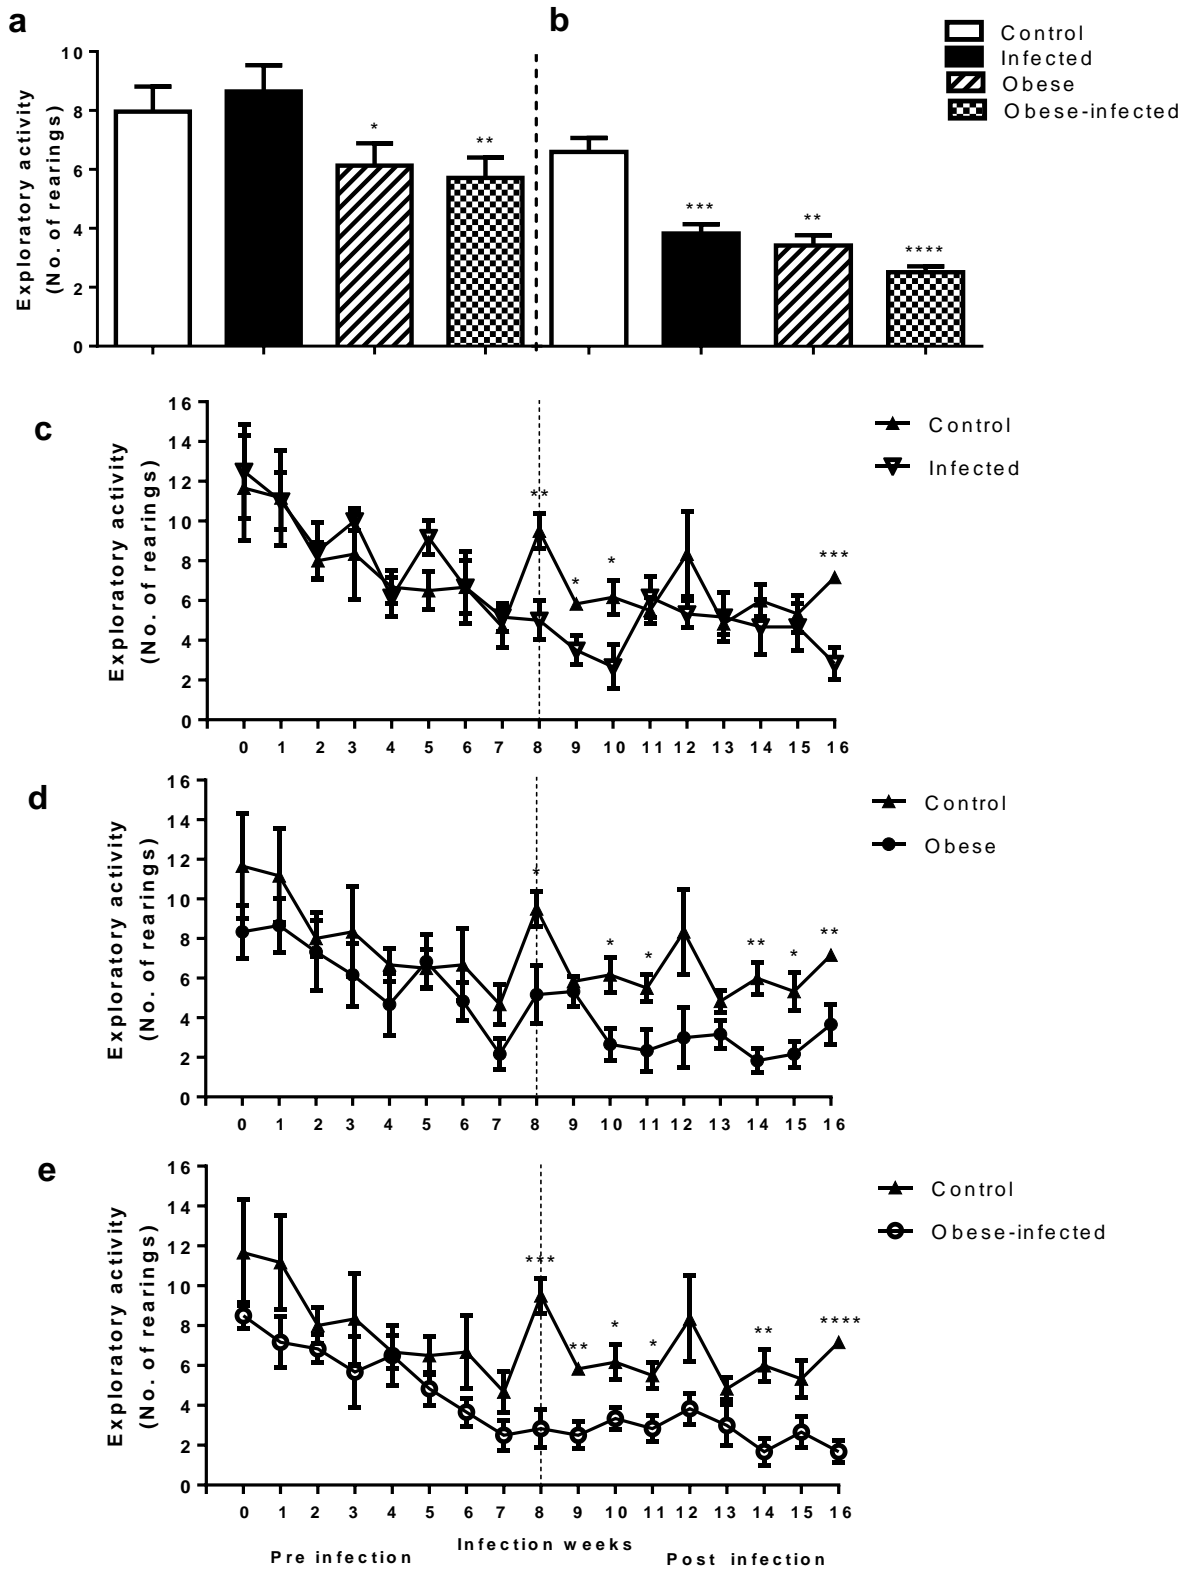 a
b
Control
Infected
Obese
Obese-infected
Exploratory activity
(No. of rearings)
10
8
6
4
2
0
*
**
***
**
****
c
Exploratory activity
(No. of rearings)
16
14
12
10
8
6
4
2
0
**
*
*
***
0 1 2 3 4 5 6 7 8 9 10 11 12 13 14 15 16
Control
Infected
d
Exploratory activity
(No. of rearings)
16
14
12
10
8
6
4
2
0
*
*
*
**
*
**
0 1 2 3 4 5 6 7 8 9 10 11 12 13 14 15 16
Control
Obese
e
Exploratory activity
(No. of rearings)
16
14
12
10
8
6
4
2
0
***
**
*
*
**
****
0 1 2 3 4 5 6 7 8 9 10 11 12 13 14 15 16
Control
Obese-infected
Pre infection
Infection weeks
Post infection